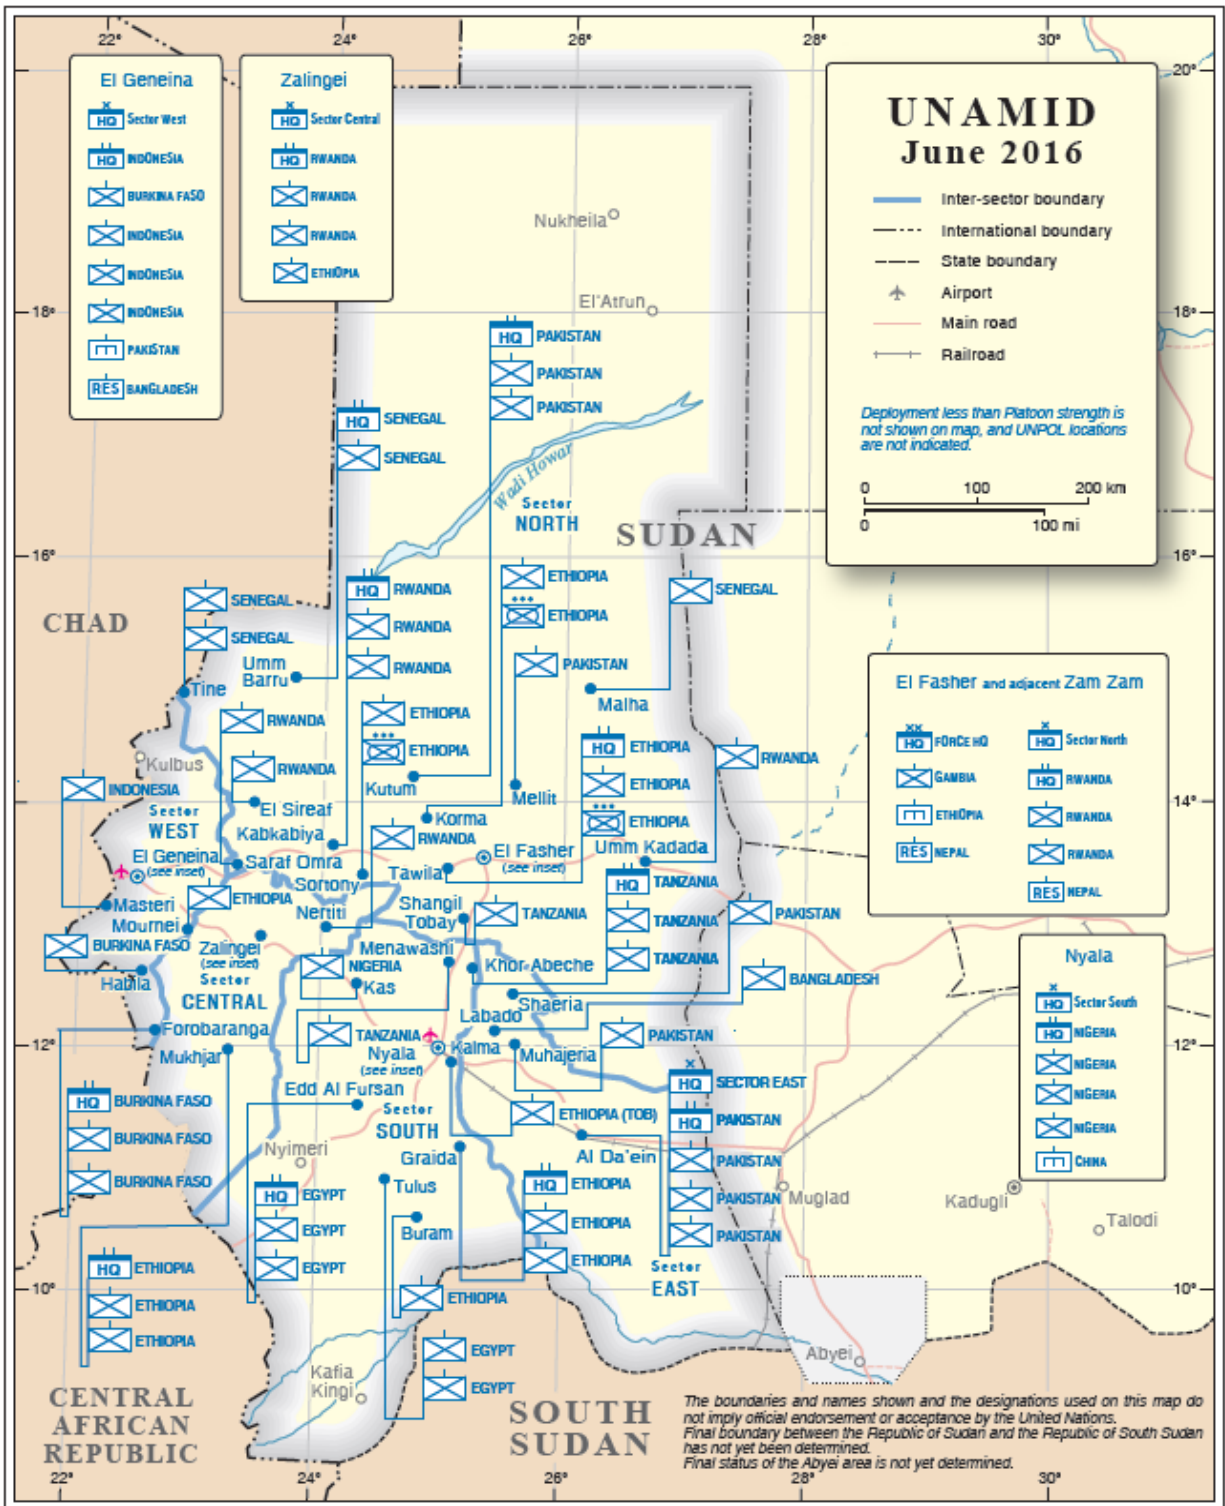 22°
24°
26°
28°
30°
El Geneina
HQ Sector West
HQ INDONESIA
BURKINA FASO
INDONESIA
INDONESIA
INDONESIA
PAKISTAN
RES BANGLADESH
Zalingei
HQ Sector Central
HQ RWANDA
RWANDA
RWANDA
ETHIOPIA
UNAMID
June 2016
Inter-sector boundary
International boundary
State boundary
Airport
Main road
Railroad
Deployment less than Platoon strength is
not shown on map, and UNPOL locations
are not indicated.
0 100 200 km
0 100 mi
20°
Nukheila
El'Atrun
18°
18°
HQ PAKISTAN
PAKISTAN
PAKISTAN
HQ SENEGAL
SENEGAL
Wadi Howar
Sector
NORTH
SUDAN
16°
16°
CHAD
SENEGAL
SENEGAL
HQ RWANDA
RWANDA
RWANDA
ETHIOPIA
ETHIOPIA
SENEGAL
PAKISTAN
Umm
Barru
Tine
Malha
RWANDA
ETHIOPIA
ETHIOPIA
HQ ETHIOPIA
ETHIOPIA
ETHIOPIA
RWANDA
Kulbus
RWANDA
INDONESIA
Kutum
Mellit
El Sireaf
Korma
Sector
WEST
Kabkabiya
RWANDA
14°
El Fasher and adjacent Zam Zam
HQ FORCE HQ
GAMBIA
ETHIOPIA
RES NEPAL
HQ Sector North
HQ RWANDA
RWANDA
RWANDA
RES NEPAL
El Geneina
(see inset)
Saraf Omra
El Fasher
(see inset)
Umm Kadada
Tawila
Sortony
HQ TANZANIA
TANZANIA
TANZANIA
ETHIOPIA
Masteri
Mournei
Nertiti
Shangil
Tobay
TANZANIA
PAKISTAN
BURKINA FASO
Zalingei
(see inset)
Menawashi
NIGERIA
Khor Abeche
BANGLADESH
Habila
Sector
CENTRAL
Kas
Shaeria
Labado
Forobaranga
TANZANIA
PAKISTAN
Mukhjar
Nyala
(see inset)
Kalma
Muhajeria
12°
12°
Nyala
HQ Sector South
HQ NIGERIA
NIGERIA
NIGERIA
NIGERIA
CHINA
HQ SECTOR EAST
HQ PAKISTAN
PAKISTAN
PAKISTAN
PAKISTAN
Edd Al Fursan
HQ BURKINA FASO
BURKINA FASO
BURKINA FASO
Sector
SOUTH
ETHIOPIA (TOB)
Nyimeri
Graida
Al Da'ein
HQ EGYPT
EGYPT
EGYPT
Tulus
Buram
HQ ETHIOPIA
ETHIOPIA
ETHIOPIA
Muglad
Kadugli
Talodi
Sector
EAST
HQ ETHIOPIA
ETHIOPIA
ETHIOPIA
10°
10°
ETHIOPIA
EGYPT
EGYPT
Abyei
Kafia
Kingi
CENTRAL
AFRICAN
REPUBLIC
SOUTH
SUDAN
The boundaries and names shown and the designations used on this map do
not imply official endorsement or acceptance by the United Nations.
Final boundary between the Republic of Sudan and the Republic of South Sudan
has not yet been determined.
Final status of the Abyei area is not yet determined.
22°
24°
26°
28°
30°